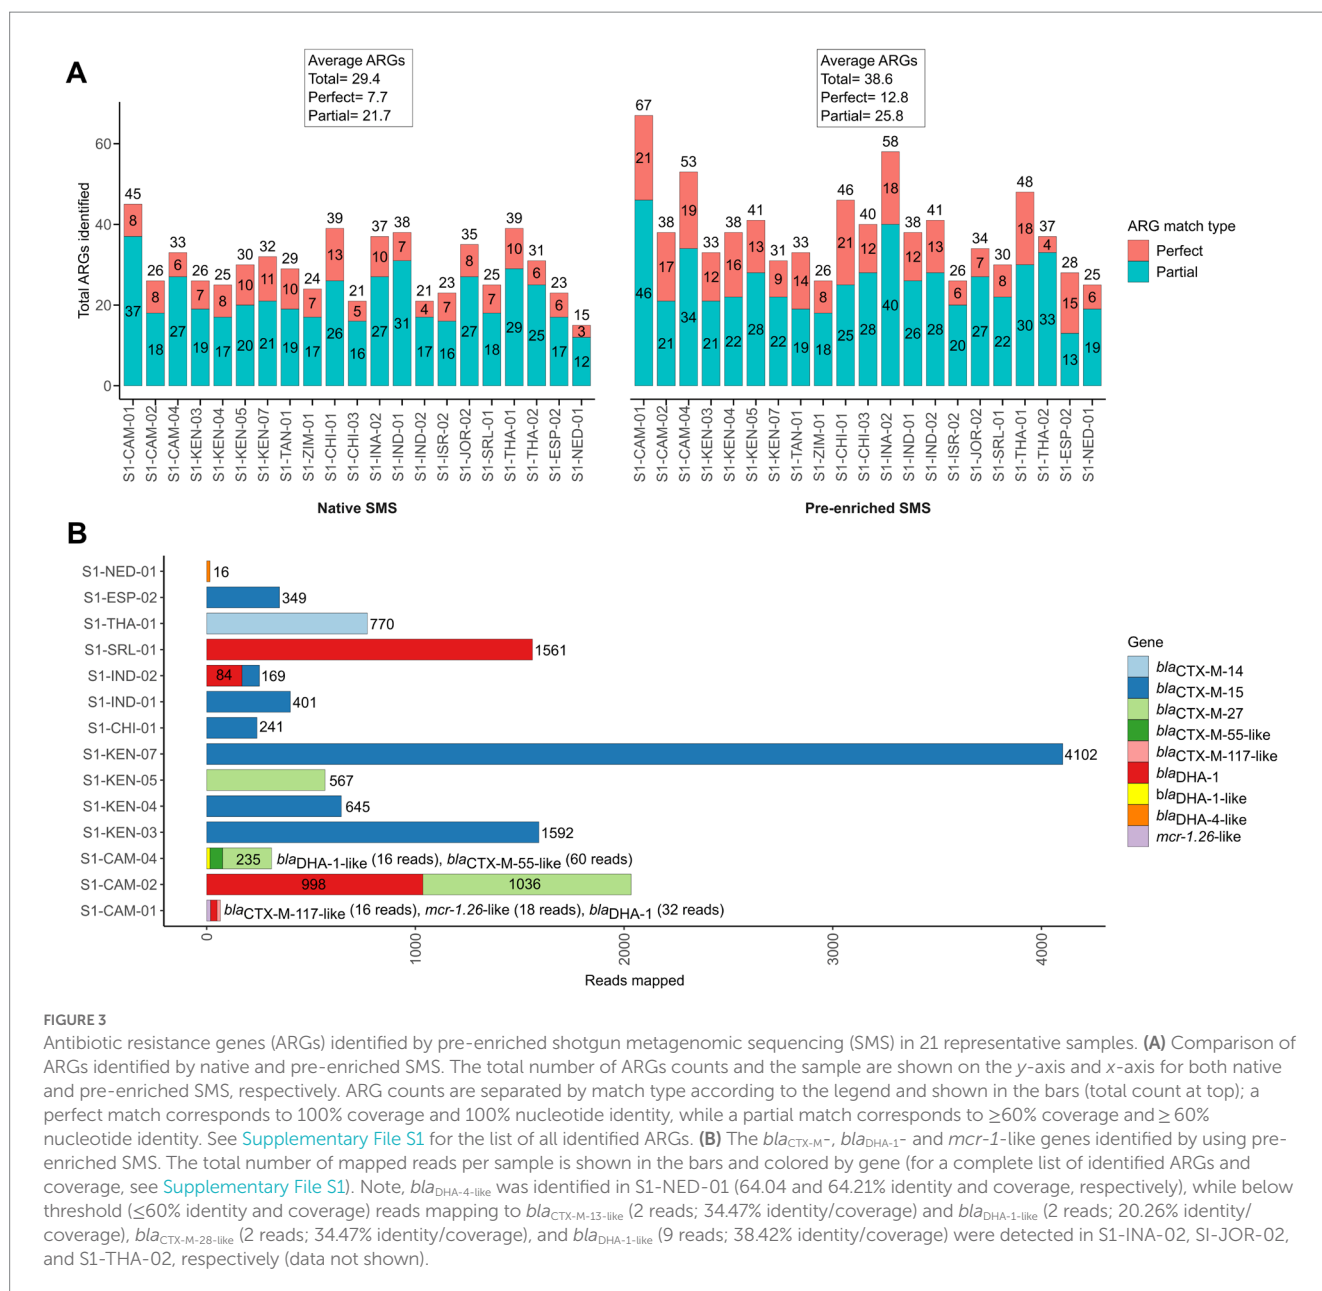 A
Average ARGs
Total= 29.4
Perfect= 7.7
Partial= 21.7
Average ARGs
Total= 38.6
Perfect= 12.8
Partial= 25.8
Total ARGs identified
60
40
20
0
45 26 33 26 25 30 32 29 24 39 21 37 38 21 23 35 25 39 31 23 15
8 8 6 7 8 10 11 10 7 13 5 10 7 4 7 8 7 10 6 6 3
37 18 27 19 17 20 21 19 17 26 16 27 31 17 16 27 18 29 25 17 12
67 38 53 33 38 41 31 33 26 46 40 58 38 41 26 34 30 48 37 28 25
21 17 19 12 16 13 9 14 8 21 12 18 12 13 6 7 8 18 4 15 6
46 21 34 21 22 28 22 19 18 25 28 40 26 28 20 27 22 30 33 13 19
ARG match type
Perfect
Partial
S1-CAM-01 S1-CAM-02 S1-CAM-04 S1-KEN-03 S1-KEN-04 S1-KEN-05 S1-KEN-07 S1-TAN-01 S1-ZIM-01 S1-CHI-01 S1-CHI-03 S1-INA-02 S1-IND-01 S1-IND-02 S1-ISR-02 S1-JOR-02 S1-SRL-01 S1-THA-01 S1-THA-02 S1-ESP-02 S1-NED-01
S1-CAM-01 S1-CAM-02 S1-CAM-04 S1-KEN-03 S1-KEN-04 S1-KEN-05 S1-KEN-07 S1-TAN-01 S1-ZIM-01 S1-CHI-01 S1-CHI-03 S1-INA-02 S1-IND-01 S1-IND-02 S1-ISR-02 S1-JOR-02 S1-SRL-01 S1-THA-01 S1-THA-02 S1-ESP-02 S1-NED-01
Native SMS
Pre-enriched SMS
B
S1-NED-01 16
S1-ESP-02 349
S1-THA-01 770
S1-SRL-01 1561
S1-IND-02 84 169
S1-IND-01 401
S1-CHI-01 241
S1-KEN-07 4102
S1-KEN-05 567
S1-KEN-04 645
S1-KEN-03 1592
S1-CAM-04 235 blaDHA-1-like (16 reads), blaCTX-M-55-like (60 reads)
S1-CAM-02 998 1036
S1-CAM-01 blaCTX-M-117-like (16 reads), mcr-1.26-like (18 reads), blaDHA-1 (32 reads)
0 1000 2000 3000 4000
Reads mapped
Gene
blaCTX-M-14
blaCTX-M-15
blaCTX-M-27
blaCTX-M-55-like
blaCTX-M-117-like
blaDHA-1
blaDHA-1-like
blaDHA-4-like
mcr-1.26-like
FIGURE 3
Antibiotic resistance genes (ARGs) identified by pre-enriched shotgun metagenomic sequencing (SMS) in 21 representative samples. (A) Comparison of
ARGs identified by native and pre-enriched SMS. The total number of ARGs counts and the sample are shown on the y-axis and x-axis for both native
and pre-enriched SMS, respectively. ARG counts are separated by match type according to the legend and shown in the bars (total count at top); a
perfect match corresponds to 100% coverage and 100% nucleotide identity, while a partial match corresponds to ≥60% coverage and ≥ 60%
nucleotide identity. See Supplementary File S1 for the list of all identified ARGs. (B) The blaCTX-M-, blaDHA-1- and mcr-1-like genes identified by using pre-
enriched SMS. The total number of mapped reads per sample is shown in the bars and colored by gene (for a complete list of identified ARGs and
coverage, see Supplementary File S1). Note, blaDHA-4-like was identified in S1-NED-01 (64.04 and 64.21% identity and coverage, respectively), while below
threshold (≤60% identity and coverage) reads mapping to blaCTX-M-13-like (2 reads; 34.47% identity/coverage) and blaDHA-1-like (2 reads; 20.26% identity/
coverage), blaCTX-M-28-like (2 reads; 34.47% identity/coverage), and blaDHA-1-like (9 reads; 38.42% identity/coverage) were detected in S1-INA-02, SI-JOR-02,
and S1-THA-02, respectively (data not shown).